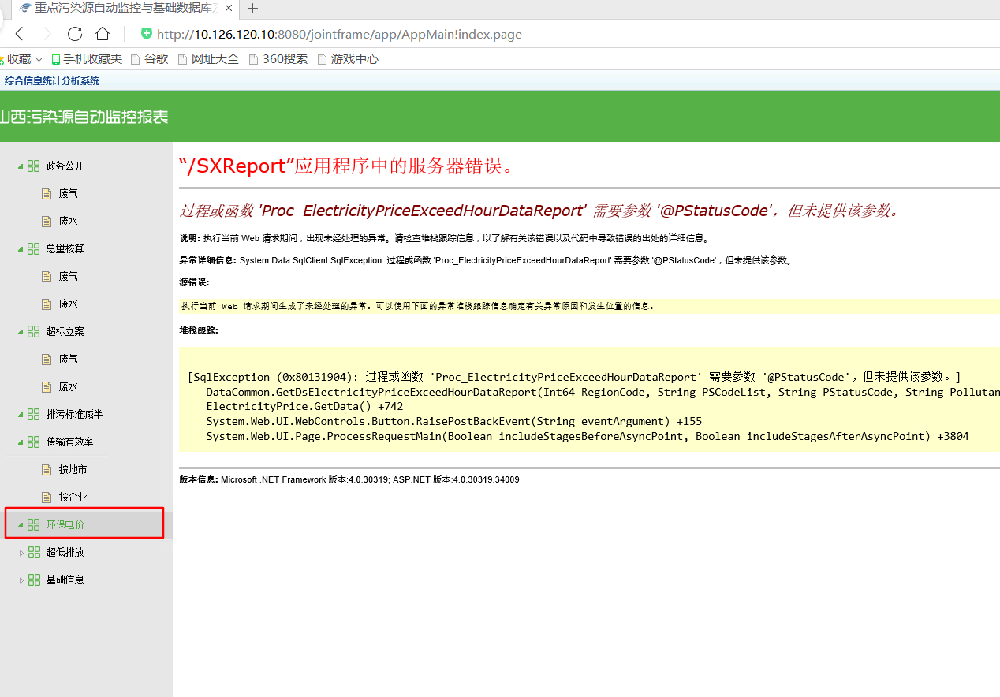 重点污染源自动监控与基础数据库系
http://10.126.120.10:8080/jointframe/app/AppMain!index.page
收藏 手机收藏夹 谷歌 网址大全 360搜索 游戏中心
综合信息统计分析系统
山西污染源自动监控报表
政务公开
废气
废水
总量核算
废气
废水
超标立案
废气
废水
排污标准减半
传输有效率
按地市
按企业
环保电价
超低排放
基础信息
“/SXReport”应用程序中的服务器错误。
过程或函数 'Proc_ElectricityPriceExceedHourDataReport' 需要参数 '@PStatusCode'，但未提供该参数。
说明: 执行当前 Web 请求期间，出现未经处理的异常。请检查堆栈跟踪信息，以了解有关该错误以及代码中导致错误的出处的详细信息。
异常详细信息: System.Data.SqlClient.SqlException: 过程或函数 'Proc_ElectricityPriceExceedHourDataReport' 需要参数 '@PStatusCode'，但未提供该参数。
源错误:
执行当前 Web 请求期间生成了未经处理的异常。可以使用下面的异常堆栈跟踪信息确定有关异常原因和发生位置的信息。
堆栈跟踪:
[SqlException (0x80131904): 过程或函数 'Proc_ElectricityPriceExceedHourDataReport' 需要参数 '@PStatusCode'，但未提供该参数。]
DataCommon.GetDsElectricityPriceExceedHourDataReport(Int64 RegionCode, String PSCodeList, String PStatusCode, String Pollutan
ElectricityPrice.GetData() +742
System.Web.UI.WebControls.Button.RaisePostBackEvent(String eventArgument) +155
System.Web.UI.Page.ProcessRequestMain(Boolean includeStagesBeforeAsyncPoint, Boolean includeStagesAfterAsyncPoint) +3804
版本信息: Microsoft .NET Framework 版本:4.0.30319; ASP.NET 版本:4.0.30319.34009